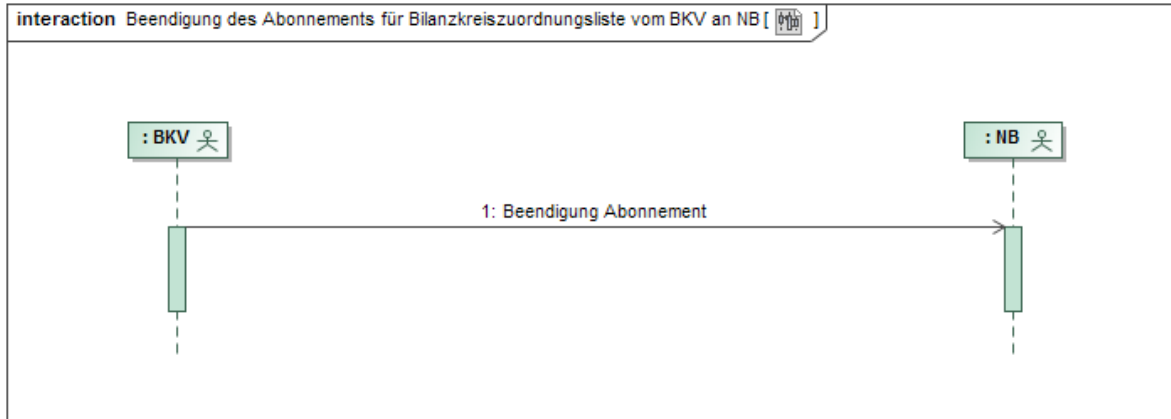 interaction Beendigung des Abonnements für Bilanzkreiszuordnungsliste vom BKV an NB [ ]
: BKV
: NB
1: Beendigung Abonnement